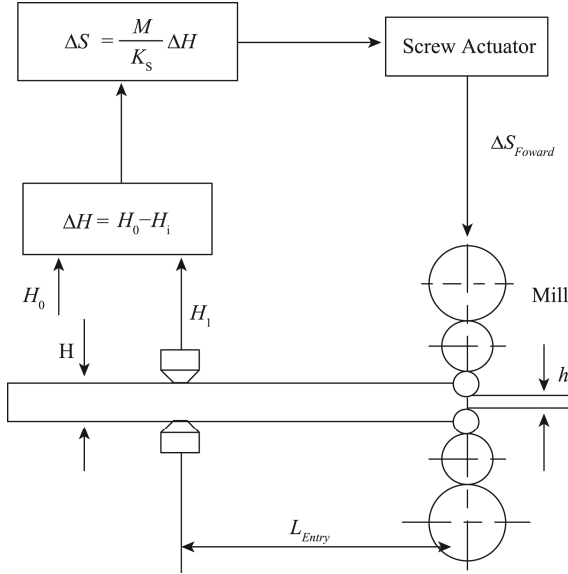 ΔS = M/K_S ΔH
Screw Actuator
ΔS_Foward
ΔH = H_0−H_i
H_0
H_1
Mill
H
h
L_Entry